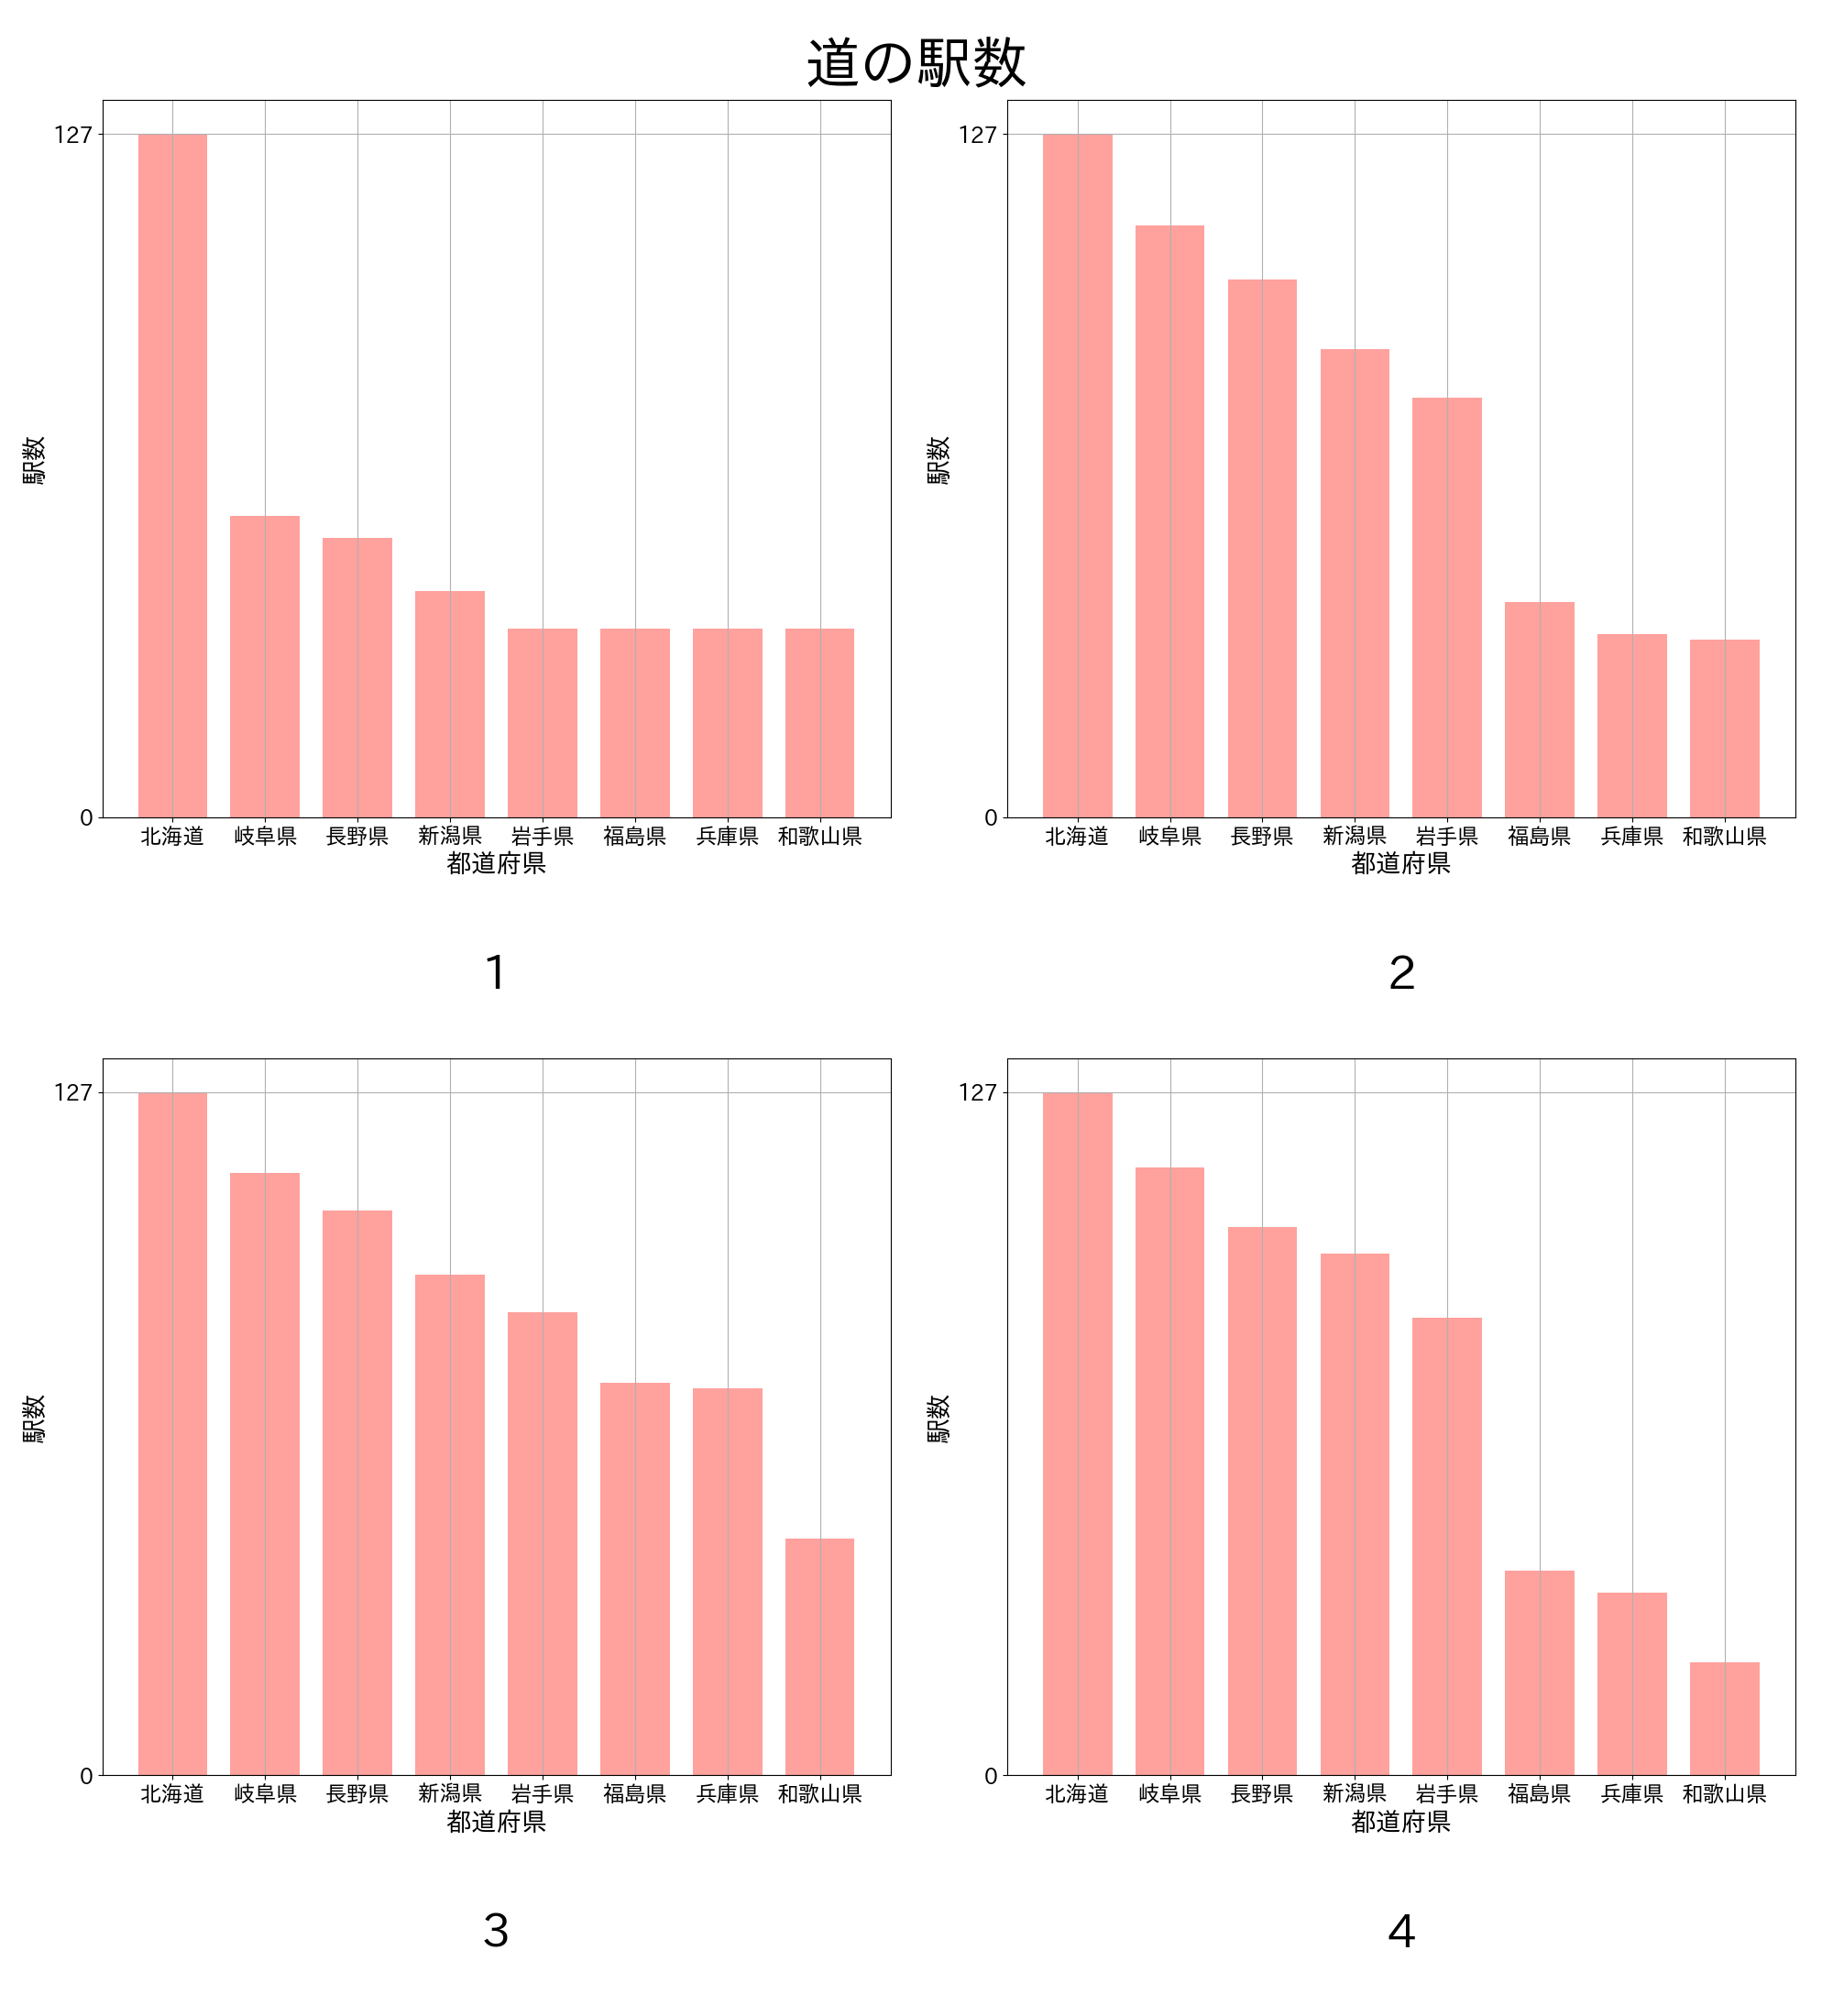 道の駅数
127
駅数
0
北海道 岐阜県 長野県 新潟県 岩手県 福島県 兵庫県 和歌山県
都道府県
1
127
駅数
0
北海道 岐阜県 長野県 新潟県 岩手県 福島県 兵庫県 和歌山県
都道府県
2
127
駅数
0
北海道 岐阜県 長野県 新潟県 岩手県 福島県 兵庫県 和歌山県
都道府県
3
127
駅数
0
北海道 岐阜県 長野県 新潟県 岩手県 福島県 兵庫県 和歌山県
都道府県
4